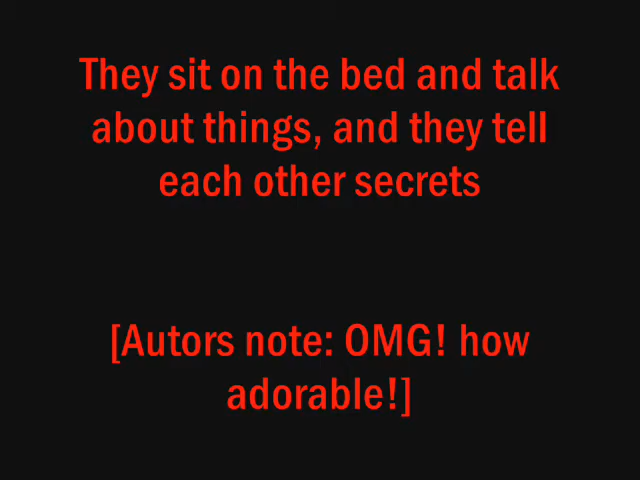 They sit on the bed and talk
about things, and they tell
each other secrets
[Autors note: OMG! how
adorable!]